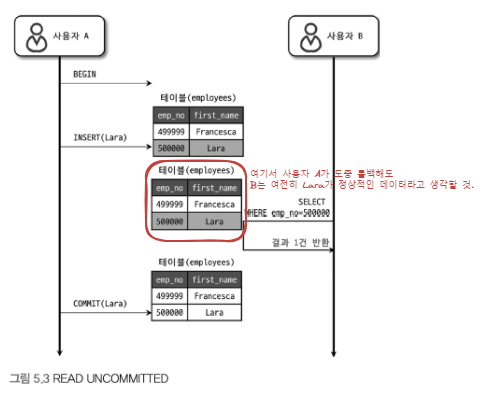 사용자 A
사용자 B
BEGIN
테이블(employees)
emp_no first_name
499999 Francesca
500000 Lara
INSERT(Lara)
테이블(employees)
emp_no first_name
499999 Francesca
500000 Lara
여기서 사용자 A가 도중 롤백해도
B는 여전히 Lara가 정상적인 데이터라고 생각할 것.
SELECT
WHERE emp_no=500000
결과 1건 반환
테이블(employees)
emp_no first_name
499999 Francesca
500000 Lara
COMMIT(Lara)
그림 5.3 READ UNCOMMITTED